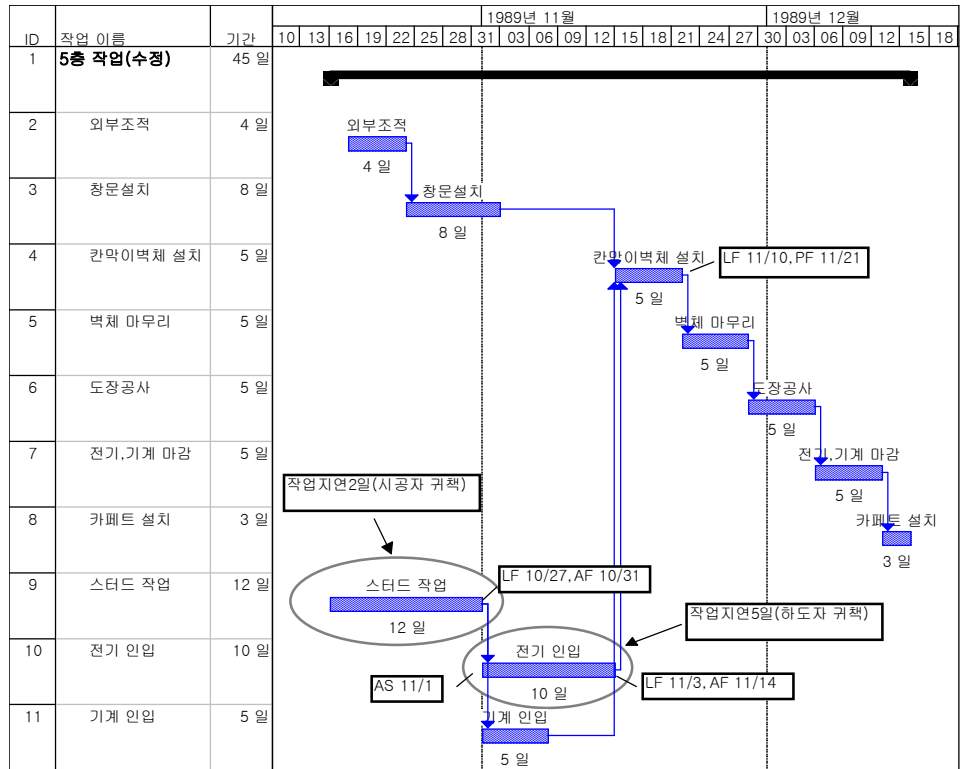 1989년 11월 1989년 12월
ID 작업 이름 기간 10 13 16 19 22 25 28 31 03 06 09 12 15 18 21 24 27 30 03 06 09 12 15 18
1 5층 작업(수정) 45 일
2 외부조적 4 일
외부조적
4 일
3 창문설치 8 일
창문설치
8 일
4 칸막이벽체 설치 5 일
칸막이벽체 설치
LF 11/10,PF 11/21
5 일
5 벽체 마무리 5 일
벽체 마무리
5 일
6 도장공사 5 일
도장공사
5 일
7 전기,기계 마감 5 일
전기,기계 마감
5 일
작업지연2일(시공자 귀책)
8 카페트 설치 3 일
카페트 설치
3 일
9 스터드 작업 12 일
스터드 작업
LF 10/27,AF 10/31
12 일
작업지연5일(하도자 귀책)
10 전기 인입 10 일
전기 인입
AS 11/1
10 일
LF 11/3,AF 11/14
11 기계 인입 5 일
기계 인입
5 일